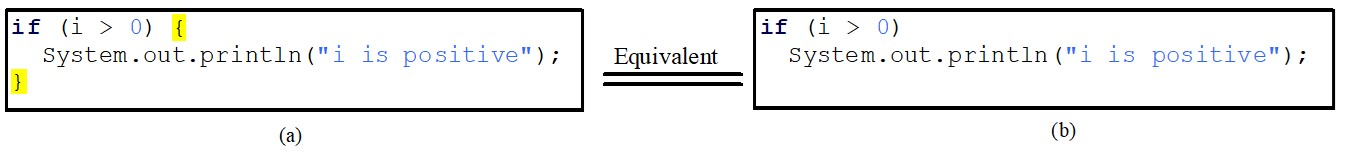 if (i > 0) {
  System.out.println("i is positive");
}
(a)
Equivalent
if (i > 0)
  System.out.println("i is positive");
(b)